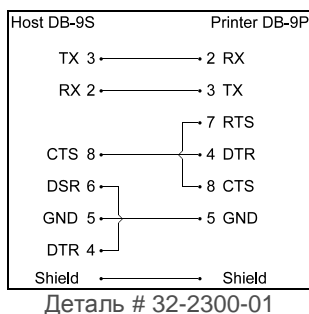 Host DB-9S Printer DB-9P
TX 3 2 RX
RX 2 3 TX
7 RTS
CTS 8 4 DTR
DSR 6 8 CTS
GND 5 5 GND
DTR 4
Shield Shield
Деталь # 32-2300-01